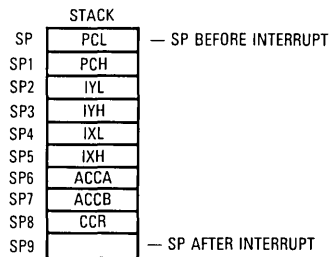 STACK
SP PCL — SP BEFORE INTERRUPT
SP1 PCH
SP2 IYL
SP3 IYH
SP4 IXL
SP5 IXH
SP6 ACCA
SP7 ACCB
SP8 CCR
SP9 — SP AFTER INTERRUPT